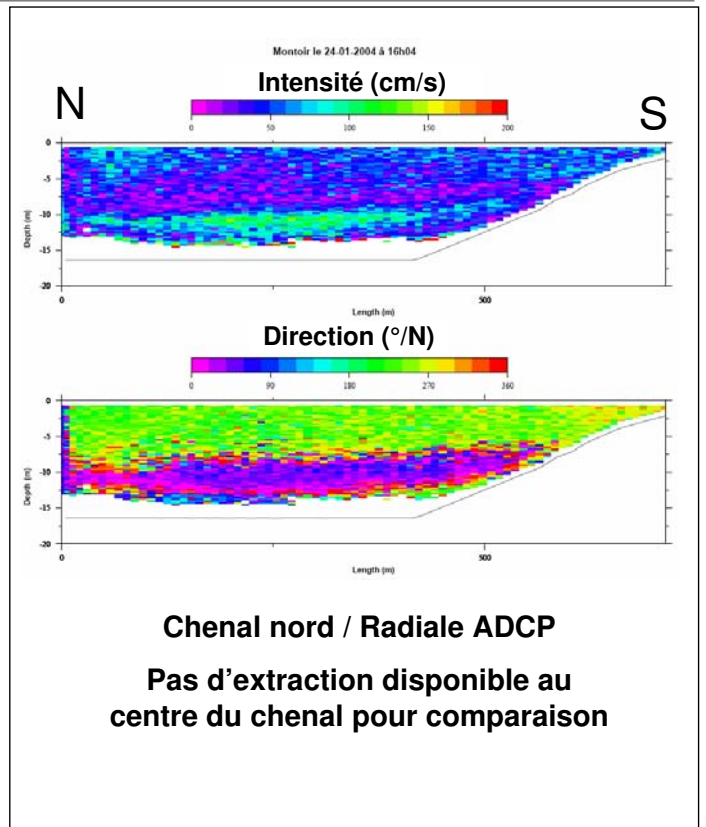 Montoir le 24-01-2004 à 16h04
Intensité (cm/s)
N
S
0 50 100 150 200
0
-5
-10
-15
-20
Depth (m)
0 500
Length (m)
Direction (°/N)
0 90 180 270 360
0
-5
-10
-15
-20
Depth (m)
0 500
Length (m)
Chenal nord / Radiale ADCP
Pas d'extraction disponible au
centre du chenal pour comparaison